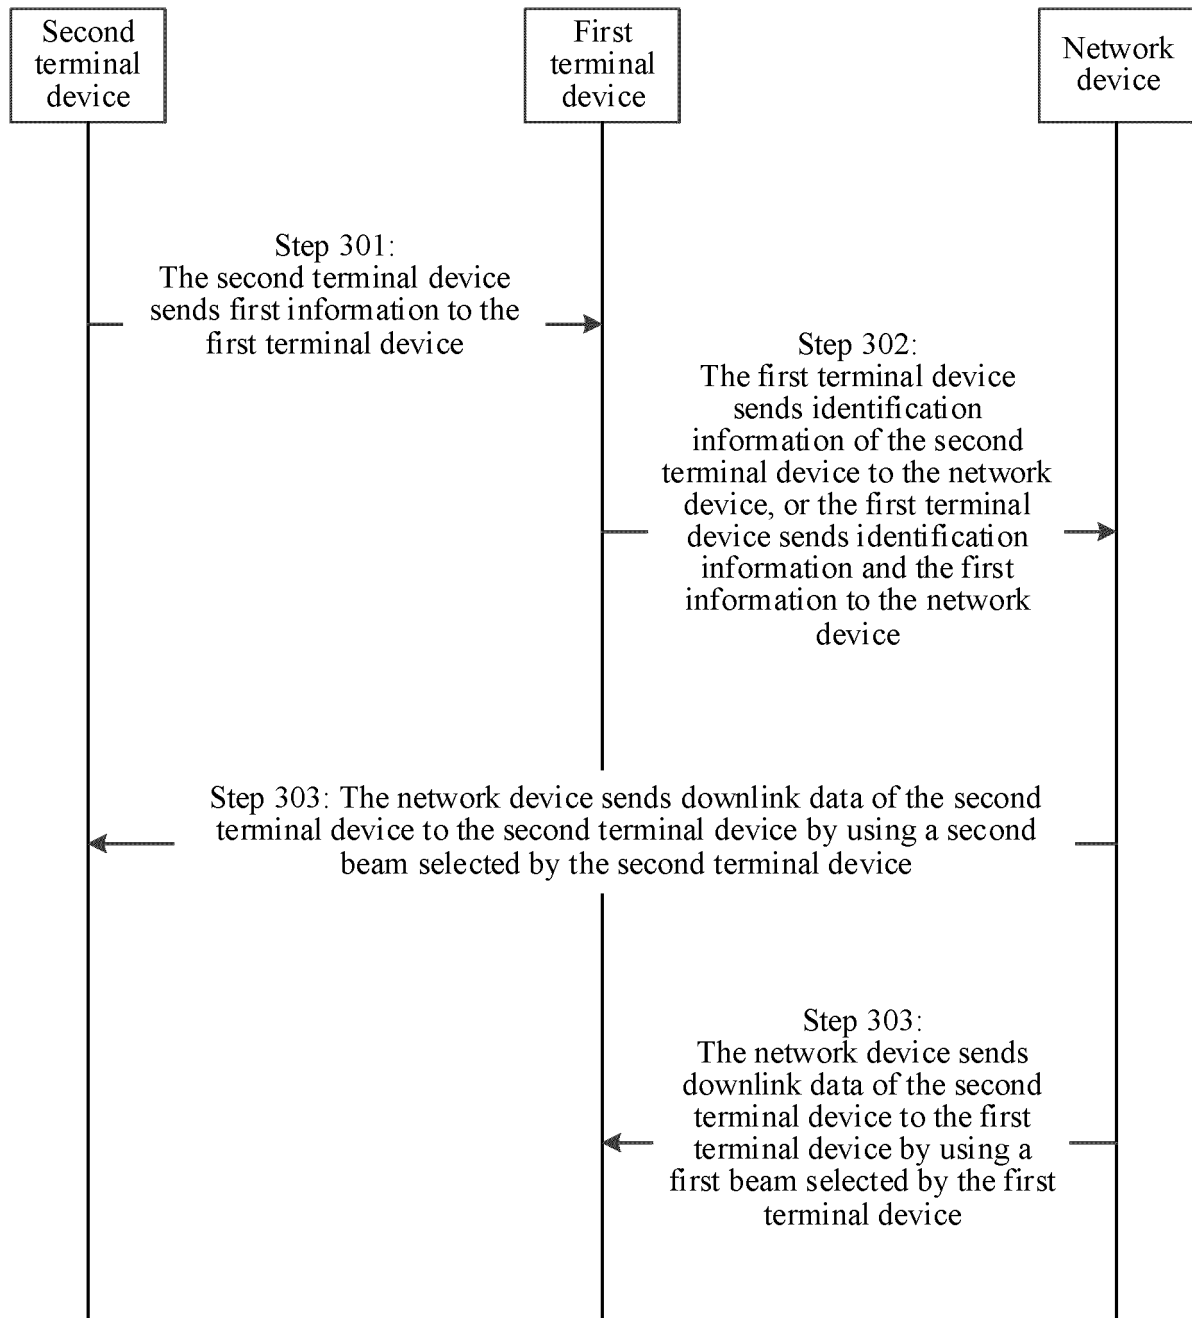 Second
terminal
device
First
terminal
device
Network
device
Step 301:
The second terminal device
sends first information to the
first terminal device
Step 302:
The first terminal device
sends identification
information of the second
terminal device to the network
device, or the first terminal
device sends identification
information and the first
information to the network
device
Step 303: The network device sends downlink data of the second
terminal device to the second terminal device by using a second
beam selected by the second terminal device
Step 303:
The network device sends
downlink data of the second
terminal device to the first
terminal device by using a
first beam selected by the first
terminal device